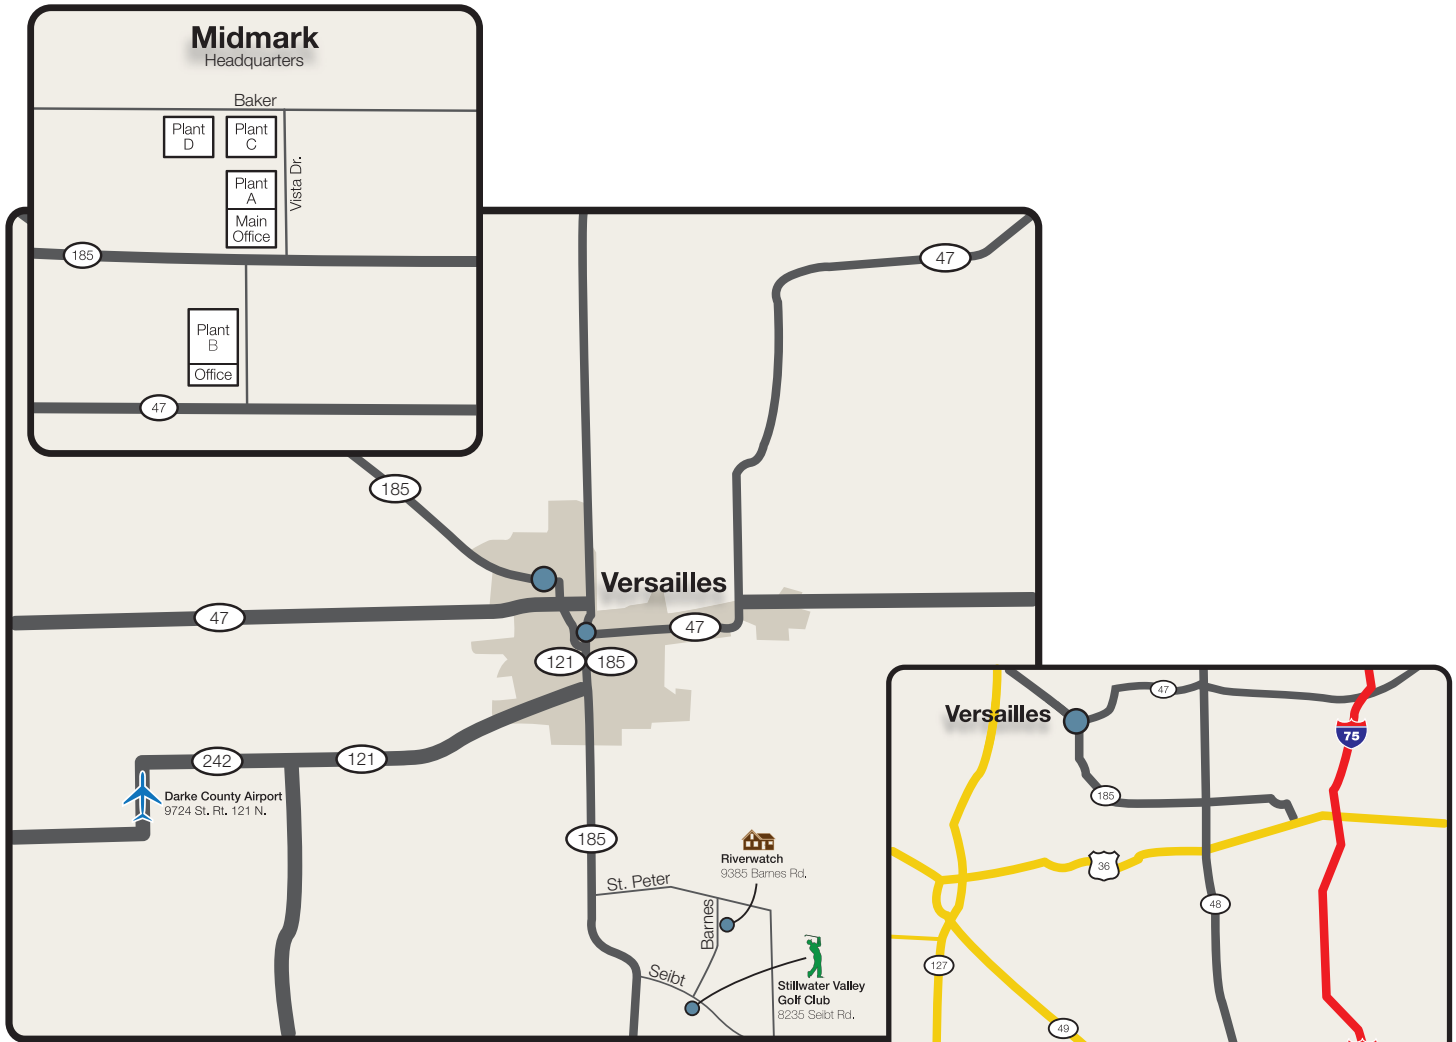 Midmark
Headquarters
Baker
Plant
D
Plant
C
Vista Dr.
Plant
A
Main
Office
185
Plant
B
Office
47
47
185
Versailles
47
47
121
185
242
121
Darke County Airport
9724 St. Rt. 121 N.
185
Riverwatch
9385 Barnes Rd.
St. Peter
Barnes
Seibt
Stillwater Valley
Golf Club
8235 Seibt Rd.
Versailles
47
75
185
36
48
127
49